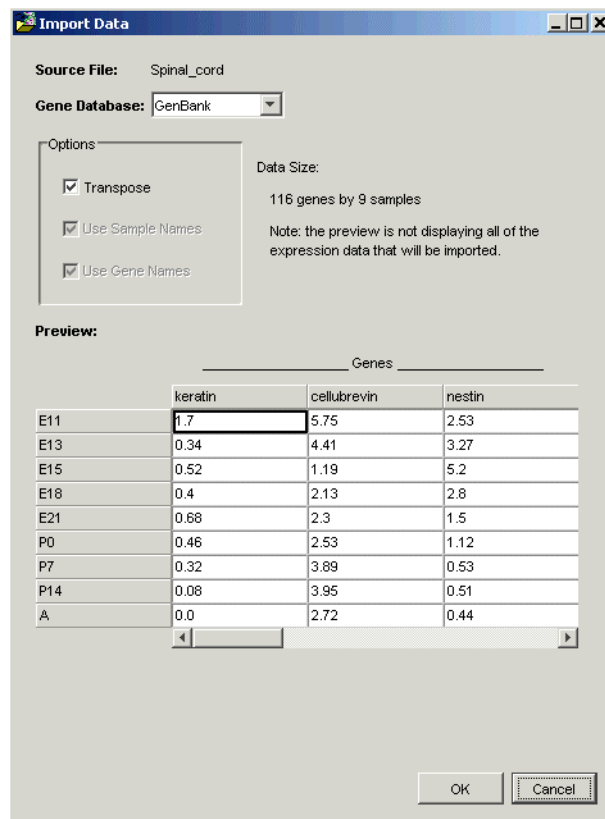 Import Data
Source File: Spinal_cord
Gene Database: GenBank
Options
Transpose
Use Sample Names
Use Gene Names
Data Size:
116 genes by 9 samples
Note: the preview is not displaying all of the
expression data that will be imported.
Preview:
Genes
keratin cellubrevin nestin
E11 1.7 5.75 2.53
E13 0.34 4.41 3.27
E15 0.52 1.19 5.2
E18 0.4 2.13 2.8
E21 0.68 2.3 1.5
P0 0.46 2.53 1.12
P7 0.32 3.89 0.53
P14 0.08 3.95 0.51
A 0.0 2.72 0.44
OK Cancel